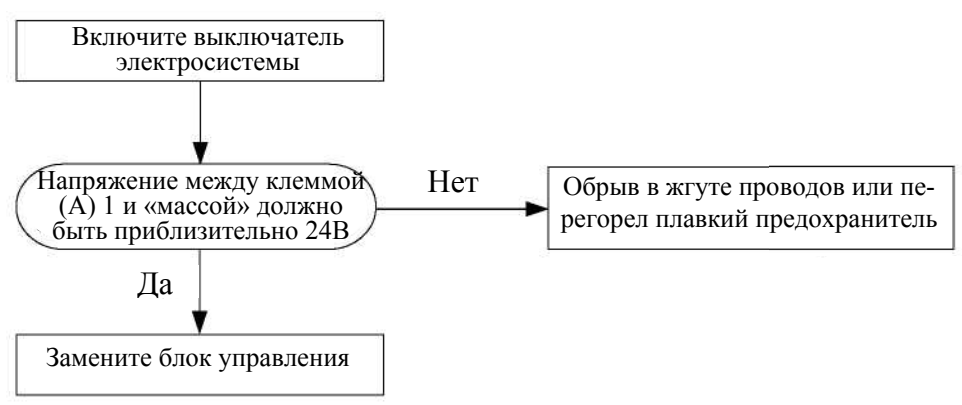 Включите выключатель
электросистемы
Напряжение между клеммой
(А) 1 и «массой» должно
быть приблизительно 24В
Нет
Обрыв в жгуте проводов или пе-
регорел плавкий предохранитель
Да
Замените блок управления